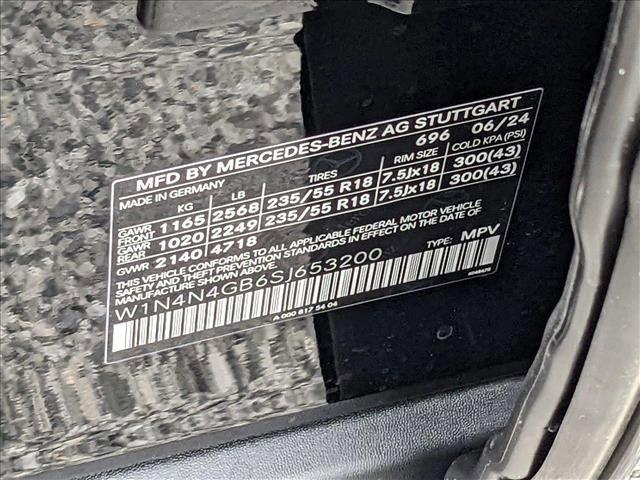 MFD BY MERCEDES-BENZ AG STUTTGART
MADE IN GERMANY 696 06/24
KG LB TIRES RIM SIZE COLD KPA (PSI)
GAWR FRONT 1165 2568 235/55 R18 7.5Jx18 300(43)
GAWR REAR 1020 2249 235/55 R18 7.5Jx18 300(43)
GVWR 2140 4718
THIS VEHICLE CONFORMS TO ALL APPLICABLE FEDERAL MOTOR VEHICLE
SAFETY AND THEFT PREVENTION STANDARDS IN EFFECT ON THE DATE OF
MANUFACTURE SHOWN ABOVE.
W1N4N4GB6SJ653200 TYPE: MPV
A 000 817 54 04